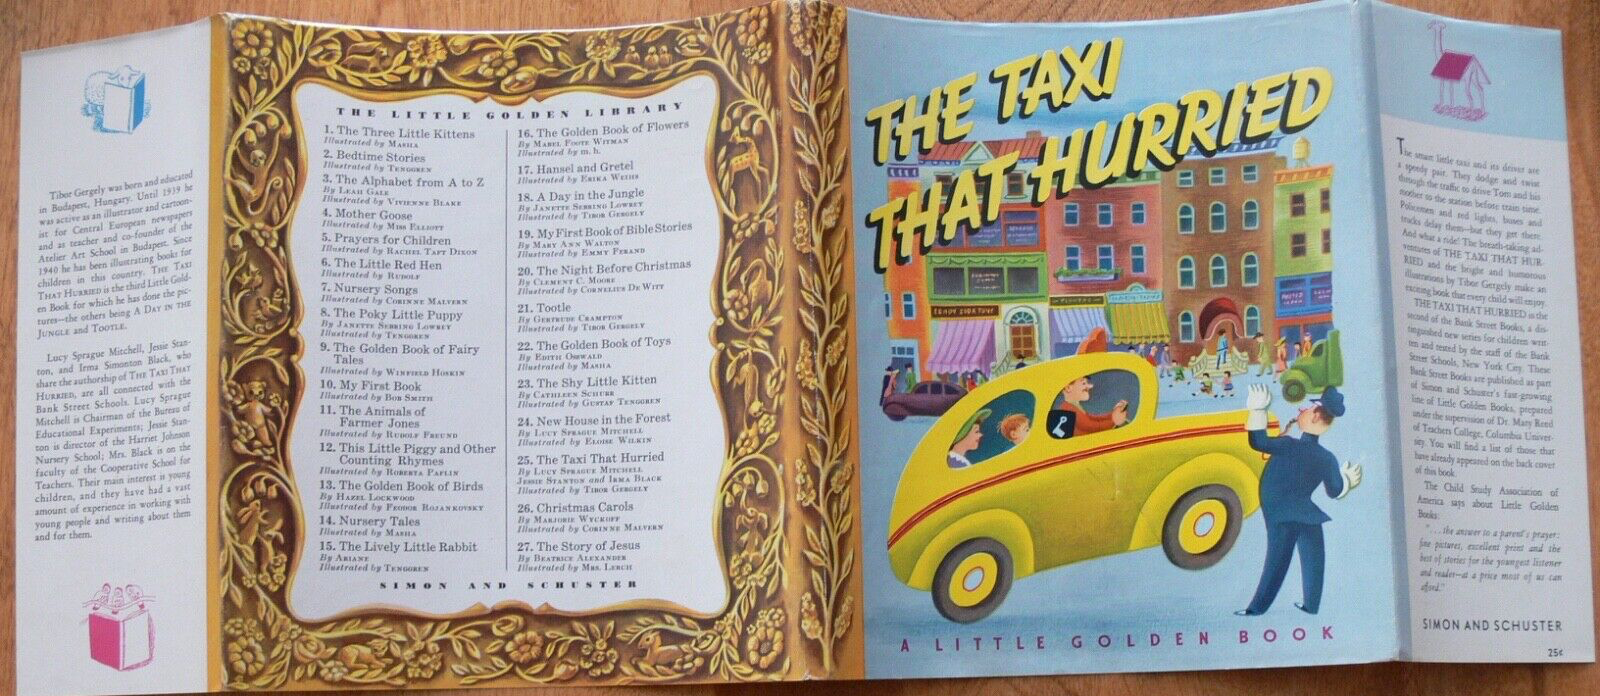 Tibor Gergely was born and educated
in Budapest, Hungary. Until 1939 he
was active as an illustrator and cartoon-
ist for Central European newspapers
and as teacher and co-founder of the
Atelier Art School in Budapest. Since
1940 he has been illustrating books for
children in this country. THE TAXI
THAT HURRIED is the third Little Gold-
en Book for which he has done the pic-
tures—the others being A DAY IN THE
JUNGLE and TOOTLE.
Lucy Sprague Mitchell, Jessie Stan-
ton, and Irma Simonton Black, who
share the authorship of THE TAXI THAT
HURRIED, are all connected with the
Bank Street Schools. Lucy Sprague
Mitchell is Chairman of the Bureau of
Educational Experiments; Jessie Stan-
ton is director of the Harriet Johnson
Nursery School; Mrs. Black is on the
faculty of the Cooperative School for
Teachers. Their main interest is young
children, and they have had a vast
amount of experience in working with
young people and writing about them
and for them.
THE LITTLE GOLDEN LIBRARY
1. The Three Little Kittens
Illustrated by MASHA
2. Bedtime Stories
Illustrated by TENGGREN
3. The Alphabet from A to Z
By LEAH GALE
Illustrated by VIVIENNE BLAKE
4. Mother Goose
Illustrated by MISS ELLIOTT
5. Prayers for Children
Illustrated by RACHEL TAFT DIXON
6. The Little Red Hen
Illustrated by RUDOLF
7. Nursery Songs
Illustrated by CORINNE MALVERN
8. The Poky Little Puppy
By JANETTE SEBRING LOWREY
Illustrated by TENGGREN
9. The Golden Book of Fairy
Tales
Illustrated by WINFIELD HOSKIN
10. My First Book
Illustrated by BOB SMITH
11. The Animals of
Farmer Jones
Illustrated by RUDOLF FREUND
12. This Little Piggy and Other
Counting Rhymes
Illustrated by ROBERTA PAFLIN
13. The Golden Book of Birds
By HAZEL LOCKWOOD
Illustrated by FEODOR ROJANKOVSKY
14. Nursery Tales
Illustrated by MASHA
15. The Lively Little Rabbit
By ARIANE
Illustrated by TENGGREN
16. The Golden Book of Flowers
By MABEL FOOTE WITMAN
Illustrated by m. h.
17. Hansel and Gretel
Illustrated by ERIKA WEIHS
18. A Day in the Jungle
By JANETTE SEBRING LOWREY
Illustrated by TIBOR GERGELY
19. My First Book of Bible Stories
By MARY ANN WALTON
Illustrated by EMMY FERAND
20. The Night Before Christmas
By CLEMENT C. MOORE
Illustrated by CORNELIUS DE WITT
21. Tootle
By GERTRUDE CRAMPTON
Illustrated by TIBOR GERGELY
22. The Golden Book of Toys
By EDITH OSSWALD
Illustrated by MASHA
23. The Shy Little Kitten
By CATHLEEN SCHURR
Illustrated by GUSTAF TENGGREN
24. New House in the Forest
By LUCY SPRAGUE MITCHELL
Illustrated by ELOISE WILKIN
25. The Taxi That Hurried
By LUCY SPRAGUE MITCHELL
JESSIE STANTON and IRMA BLACK
Illustrated by TIBOR GERGELY
26. Christmas Carols
By MARJORIE WYCKOFF
Illustrated by CORINNE MALVERN
27. The Story of Jesus
By BEATRICE ALEXANDER
Illustrated by MRS. LERCH
SIMON AND SCHUSTER
THE TAXI
THAT HURRIED
A LITTLE GOLDEN BOOK
The smart little taxi and its driver are
a speedy pair. They dodge and twist
through the traffic to drive Tom and his
mother to the station before train time.
Policemen and red lights, buses and
trucks delay them—but they get there.
And what a ride! The breath-taking ad-
ventures of THE TAXI THAT HUR-
RIED and the bright and humorous
illustrations by Tibor Gergely make an
exciting book that every child will enjoy.
THE TAXI THAT HURRIED is the
second of the Bank Street Books, a dis-
tinguished new series for children writ-
ten and tested by the staff of the Bank
Street Schools, New York City. These
Bank Street Books are published as part
of Simon and Schuster's fast-growing
line of Little Golden Books, prepared
under the supervision of Dr. Mary Reed
of Teachers College, Columbia Univer-
sity. You will find a list of those that
have already appeared on the back cover
of this book.
The Child Study Association of
America says about Little Golden
Books:
". . . the answer to a parent's prayer:
fine pictures, excellent print and the
best of stories for the youngest listener
and reader—at a price most of us can
afford."
SIMON AND SCHUSTER
25¢